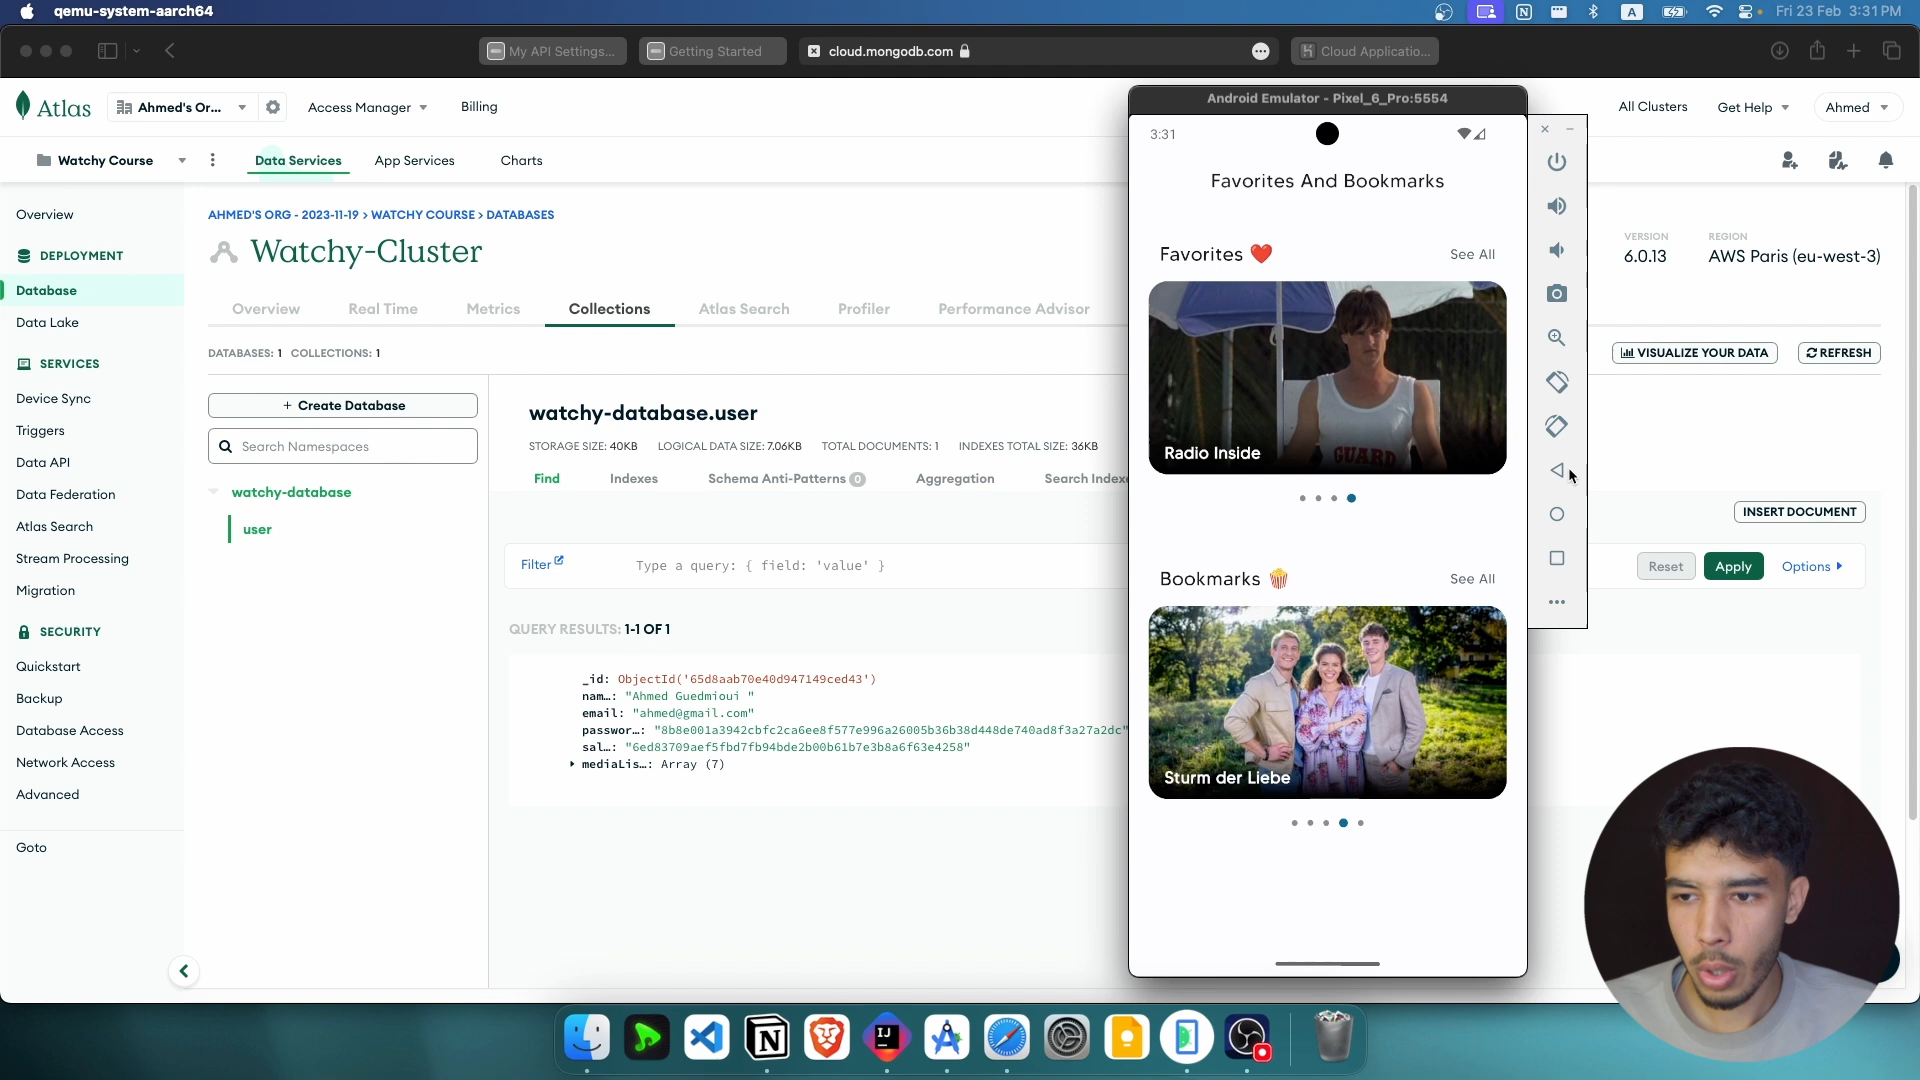 qemu-system-aarch64
A
Fri 23 Feb 3:31 PM
My API Settings...
Getting Started
cloud.mongodb.com
Cloud Applicatio...
Atlas
Ahmed's Or...
Access Manager
Billing
All Clusters
Get Help
Ahmed
Watchy Course
Data Services
App Services
Charts
Overview
DEPLOYMENT
Database
Data Lake
SERVICES
Device Sync
Triggers
Data API
Data Federation
Atlas Search
Stream Processing
Migration
SECURITY
Quickstart
Backup
Database Access
Network Access
Advanced
Goto
AHMED'S ORG - 2023-11-19 > WATCHY COURSE > DATABASES
Watchy-Cluster
VERSION
6.0.13
REGION
AWS Paris (eu-west-3)
Overview
Real Time
Metrics
Collections
Atlas Search
Profiler
Performance Advisor
DATABASES: 1 COLLECTIONS: 1
VISUALIZE YOUR DATA
REFRESH
+ Create Database
Search Namespaces
watchy-database
user
watchy-database.user
STORAGE SIZE: 40KB LOGICAL DATA SIZE: 7.06KB TOTAL DOCUMENTS: 1 INDEXES TOTAL SIZE: 36KB
Find
Indexes
Schema Anti-Patterns 0
Aggregation
Search Indexe
INSERT DOCUMENT
Filter
Type a query: { field: 'value' }
Reset
Apply
Options
QUERY RESULTS: 1-1 OF 1
_id: ObjectId('65d8aab70e40d947149ced43')
nam…: "Ahmed Guedmioui "
email: "ahmed@gmail.com"
passwor…: "8b8e001a3942cbfc2ca6ee8f577e996a26005b36b38d448de740ad8f3a27a2dc"
sal…: "6ed83709aef5fbd7fb94bde2b00b61b7e3b8a6f63e4258"
mediaLis…: Array (7)
Android Emulator - Pixel_6_Pro:5554
3:31
Favorites And Bookmarks
Favorites ❤️
See All
GUARD
Radio Inside
Bookmarks 🍿
See All
Sturm der Liebe